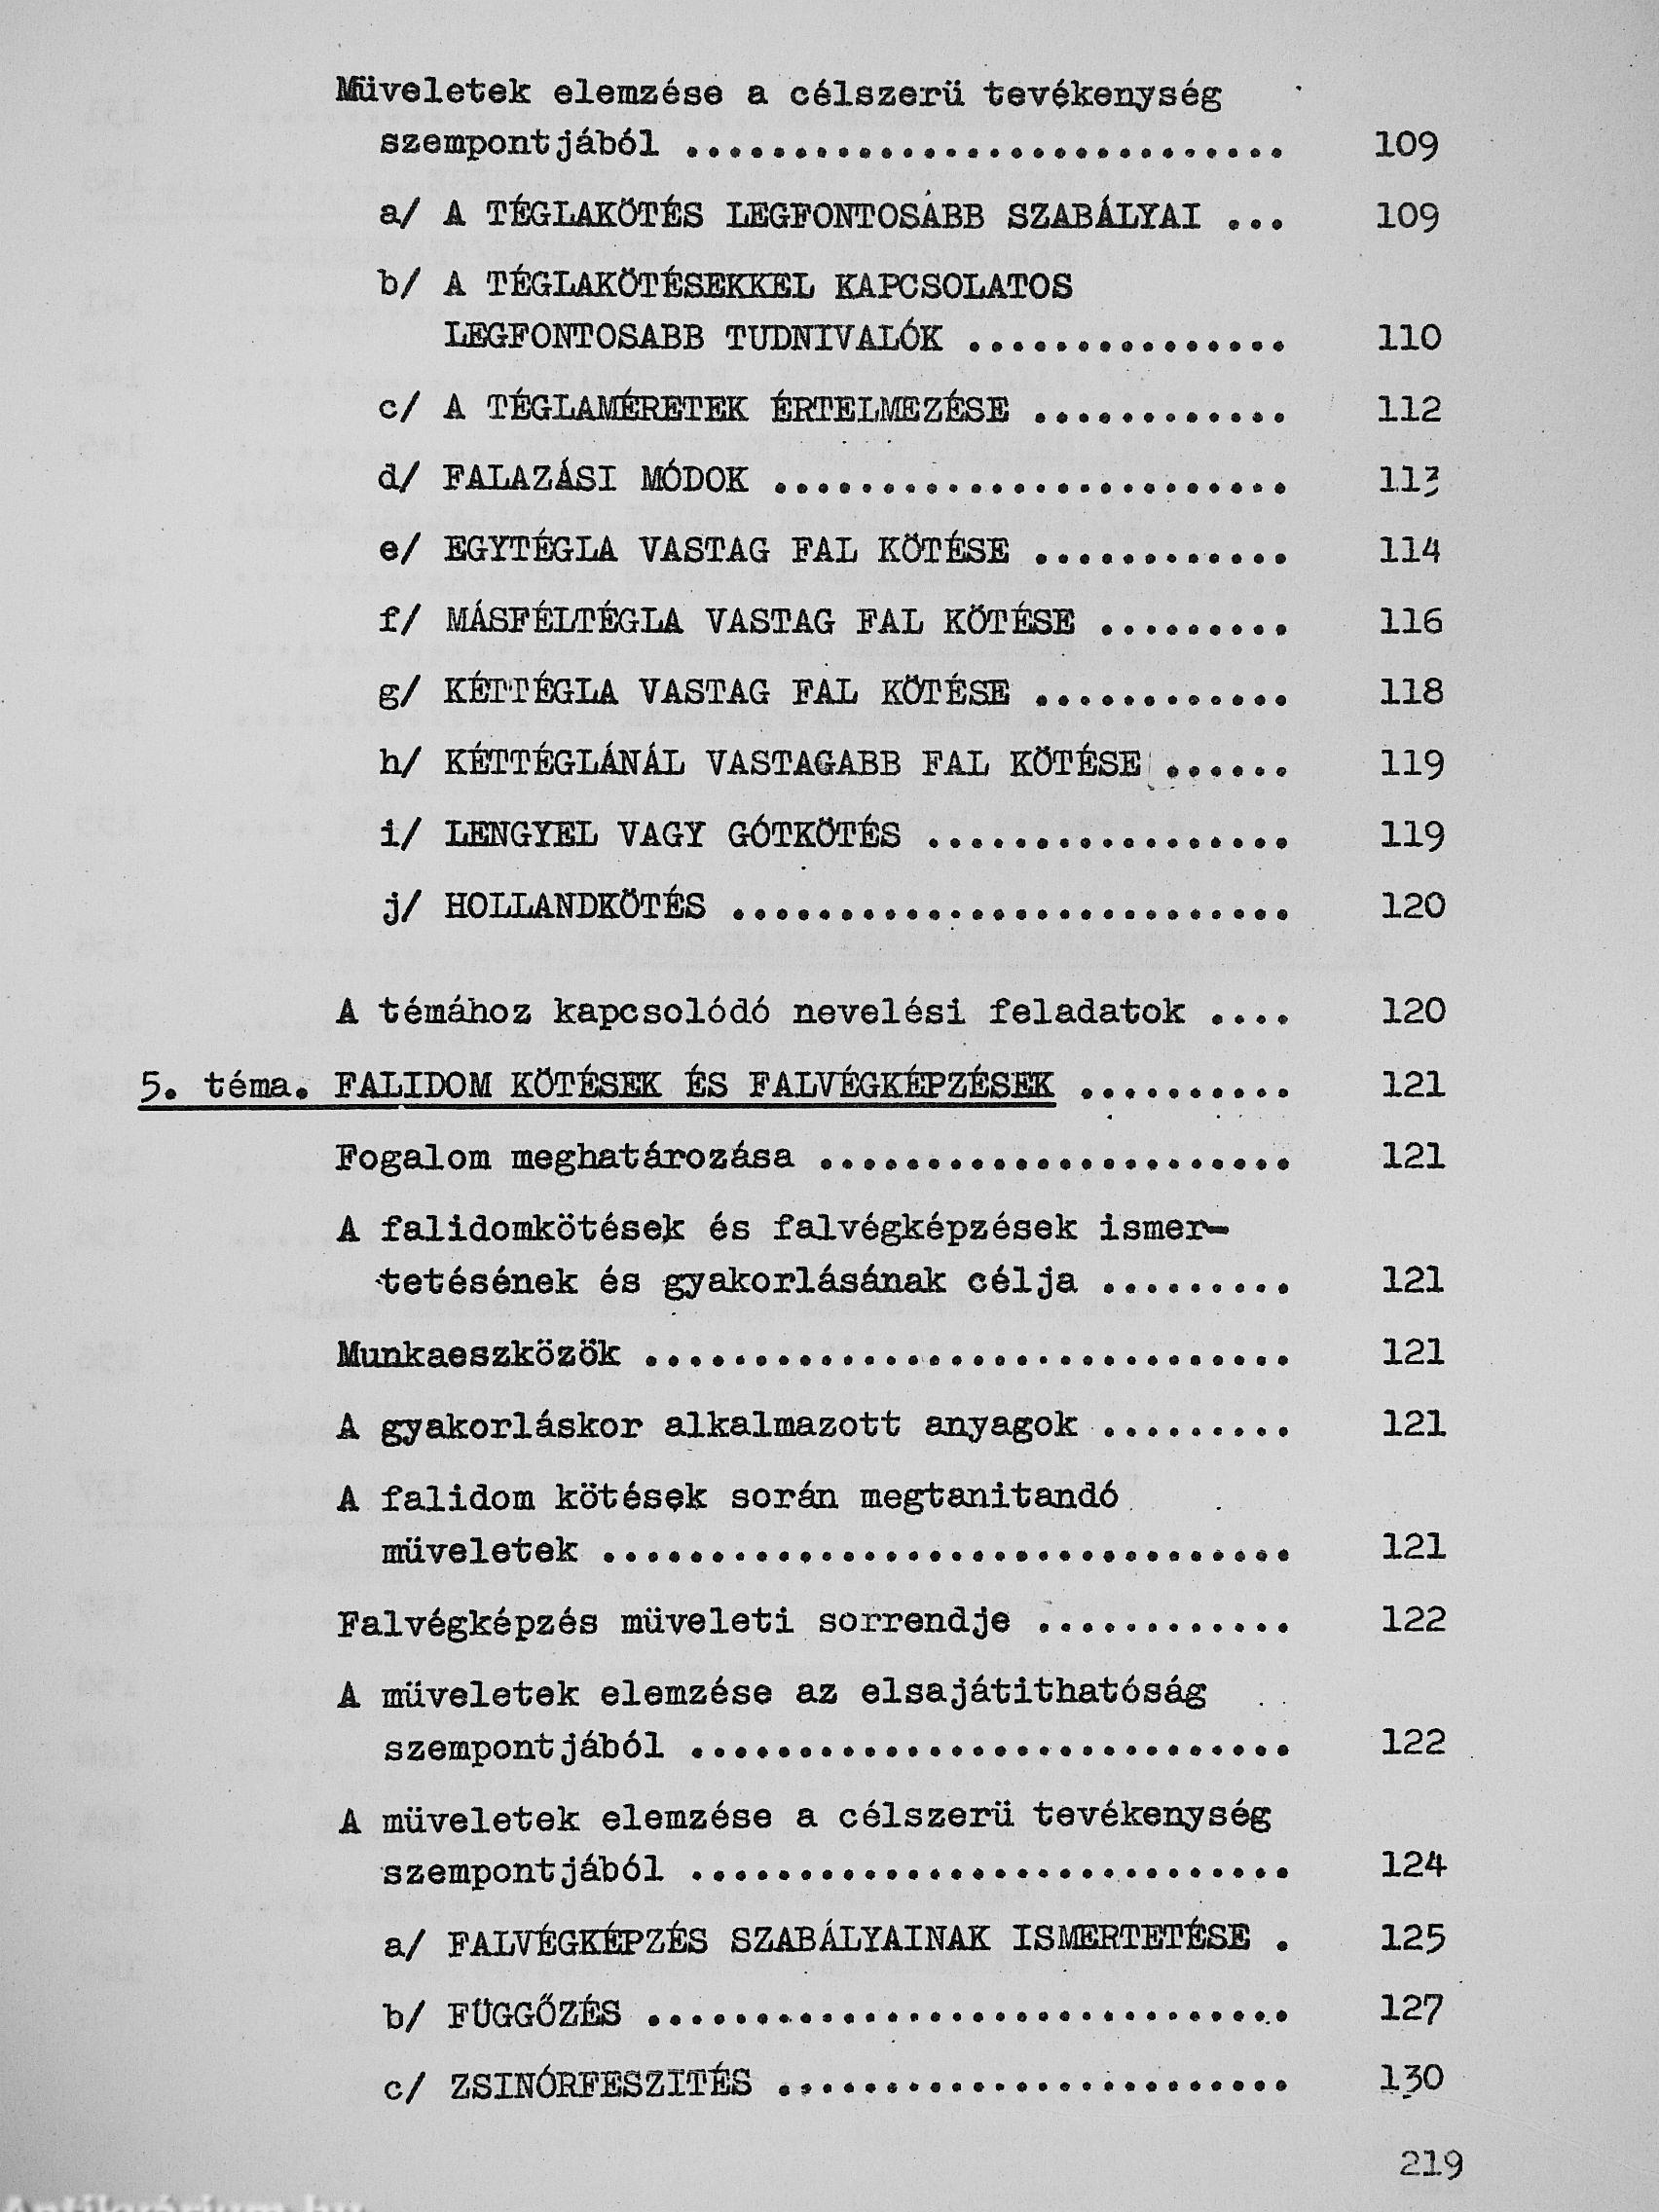 Müveletek elemzése a célszerü tevékenység
szempontjából ............................ 109
a/ A TÉGLAKÖTÉS LEGFONTOSABB SZABÁLYAI ... 109
b/ A TÉGLAKÖTÉSEKKEL KAPCSOLATOS
LEGFONTOSABB TUDNIVALÓK ............... 110
c/ A TÉGLAMÉRETEK ÉRTELMEZÉSE ............ 112
d/ FALAZÁSI MÓDOK ........................ 113
e/ EGYTÉGLA VASTAG FAL KÖTÉSE ............ 114
f/ MÁSFÉLTÉGLA VASTAG FAL KÖTÉSE ......... 116
g/ KÉTTÉGLA VASTAG FAL KÖTÉSE ............ 118
h/ KÉTTÉGLÁNÁL VASTAGABB FAL KÖTÉSE ...... 119
i/ LENGYEL VAGY GÓTKÖTÉS ................. 119
j/ HOLLANDKÖTÉS .......................... 120
A témához kapcsolódó nevelési feladatok .... 120
5. téma. FALIDOM KÖTÉSEK ÉS FALVÉGKÉPZÉSEK .......... 121
Fogalom meghatározása ...................... 121
A falidomkötések és falvégképzések ismer-
tetésének és gyakorlásának célja ......... 121
Munkaeszközök .............................. 121
A gyakorláskor alkalmazott anyagok ......... 121
A falidom kötések során megtanitandó
müveletek ................................ 121
Falvégképzés müveleti sorrendje ............ 122
A müveletek elemzése az elsajátithatóság
szempontjából ............................ 122
A müveletek elemzése a célszerü tevékenység
szempontjából ............................ 124
a/ FALVÉGKÉPZÉS SZABÁLYAINAK ISMERTETÉSE . 125
b/ FÜGGŐZÉS .............................. 127
c/ ZSINÓRFESZITÉS ........................ 130
219